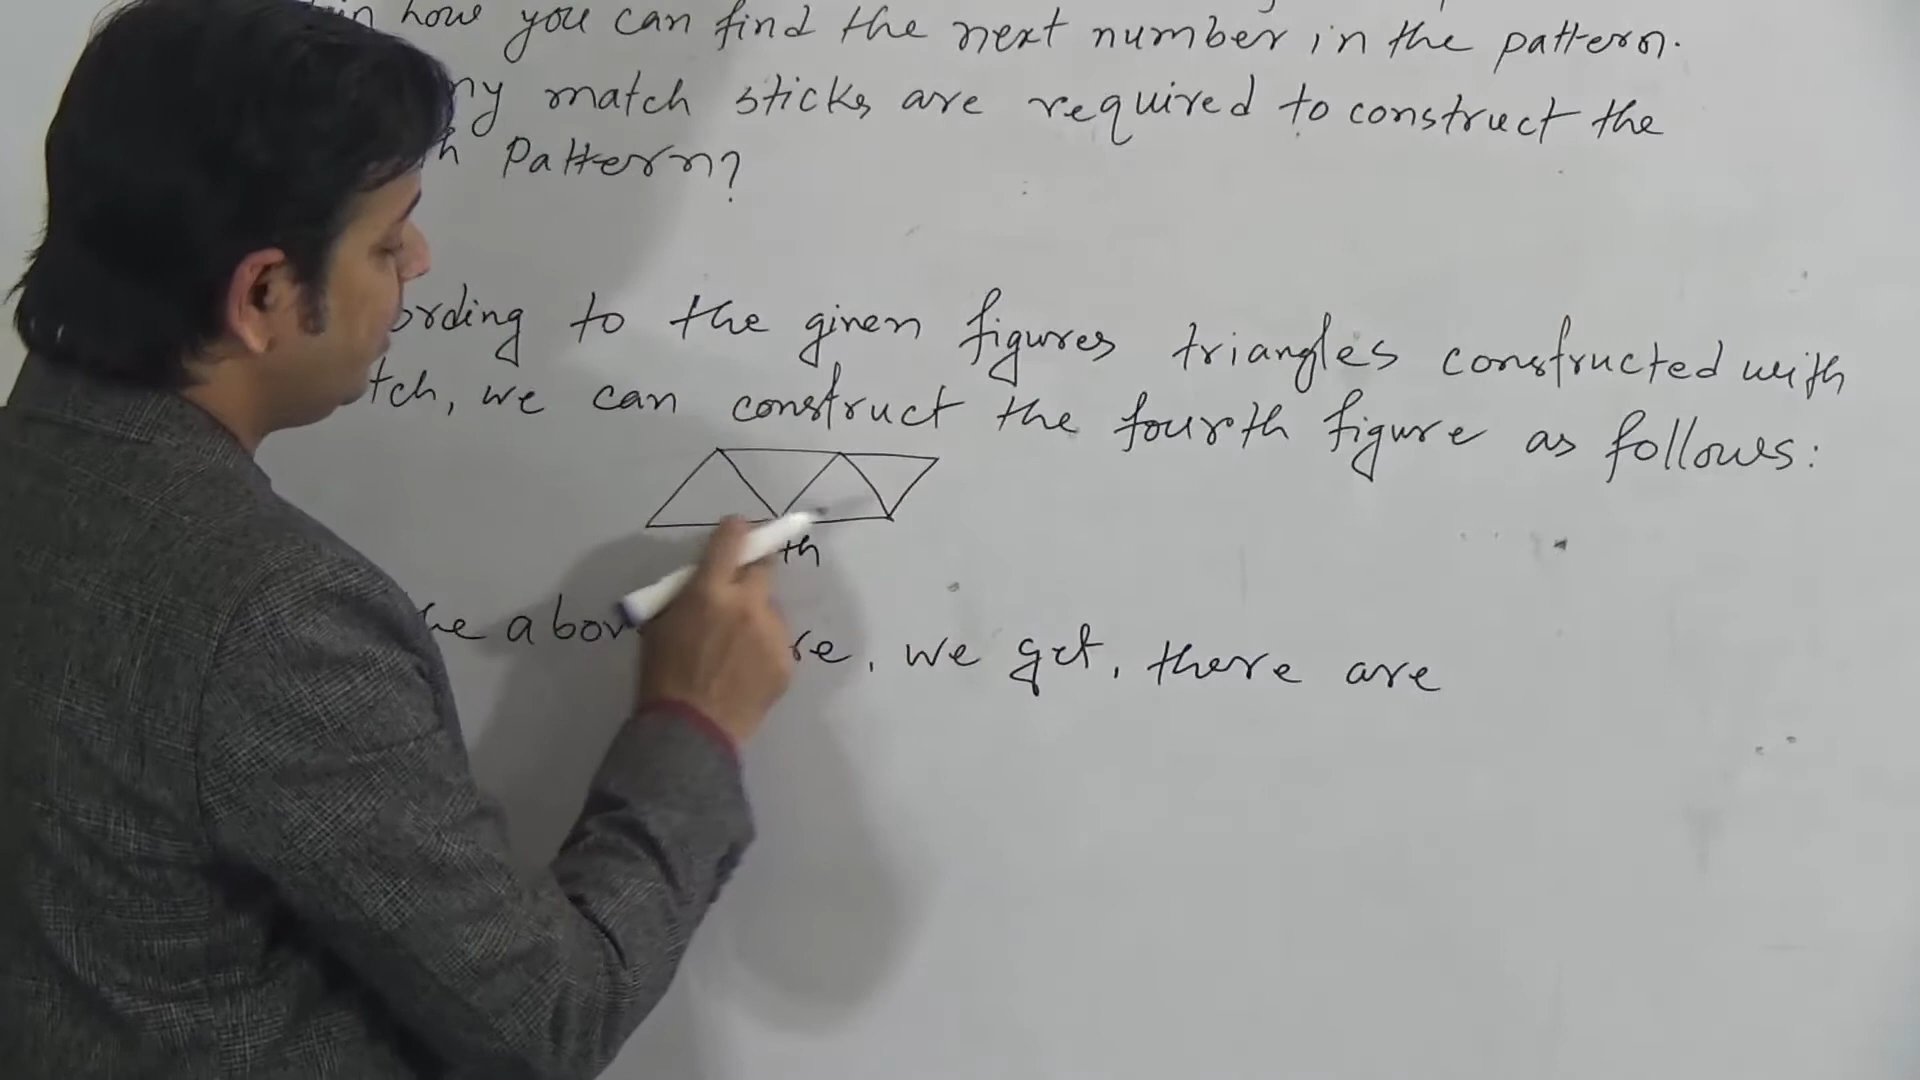 how you can find the next number in the pattern.
match sticks are required to construct the
Pattern?
to the given figures triangles constructed with
we can construct the fourth figure as follows:
th
we get, there are